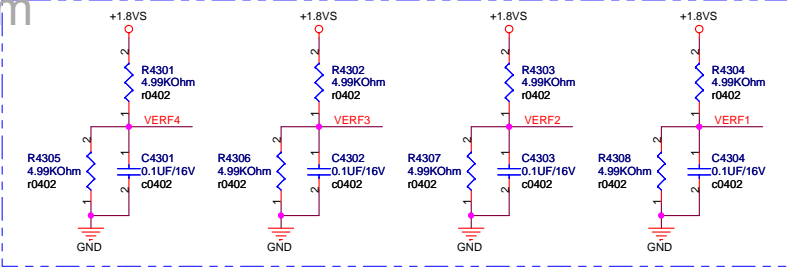 m
+1.8VS +1.8VS +1.8VS +1.8VS
2 2 2 2
R4301 R4302 R4303 R4304
4.99KOhm 4.99KOhm 4.99KOhm 4.99KOhm
r0402 r0402 r0402 r0402
1 1 1 1
VERF4 VERF3 VERF2 VERF1
2 1 2 1 2 1 2 1
R4305 C4301 R4306 C4302 R4307 C4303 R4308 C4304
4.99KOhm 0.1UF/16V 4.99KOhm 0.1UF/16V 4.99KOhm 0.1UF/16V 4.99KOhm 0.1UF/16V
r0402 c0402 r0402 c0402 r0402 c0402 r0402 c0402
1 2 1 2 1 2 1 2
GND GND GND GND